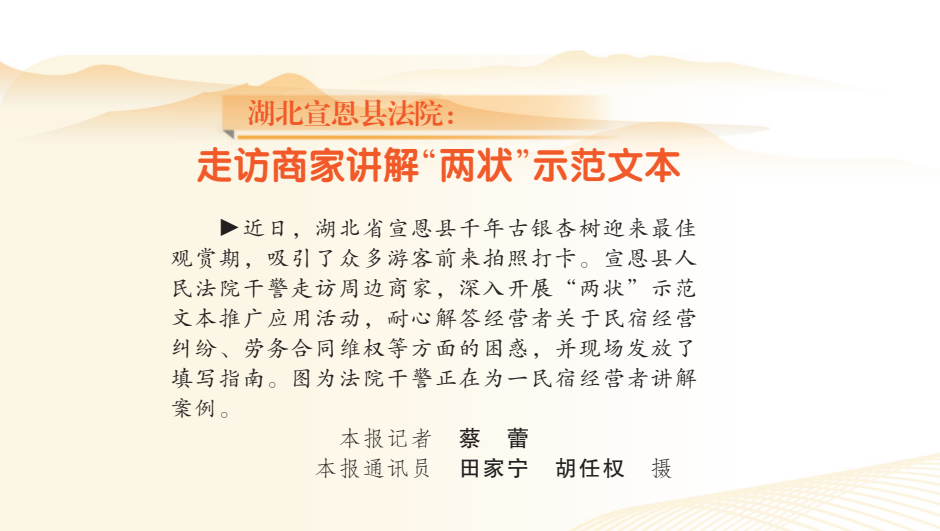 湖北宣恩县法院：
走访商家讲解“两状”示范文本
▶近日，湖北省宣恩县千年古银杏树迎来最佳
观赏期，吸引了众多游客前来拍照打卡。宣恩县人
民法院干警走访周边商家，深入开展“两状”示范
文本推广应用活动，耐心解答经营者关于民宿经营
纠纷、劳务合同维权等方面的困惑，并现场发放了
填写指南。图为法院干警正在为一民宿经营者讲解
案例。
本报记者　蔡　蕾
本报通讯员　田家宁　胡任权　摄